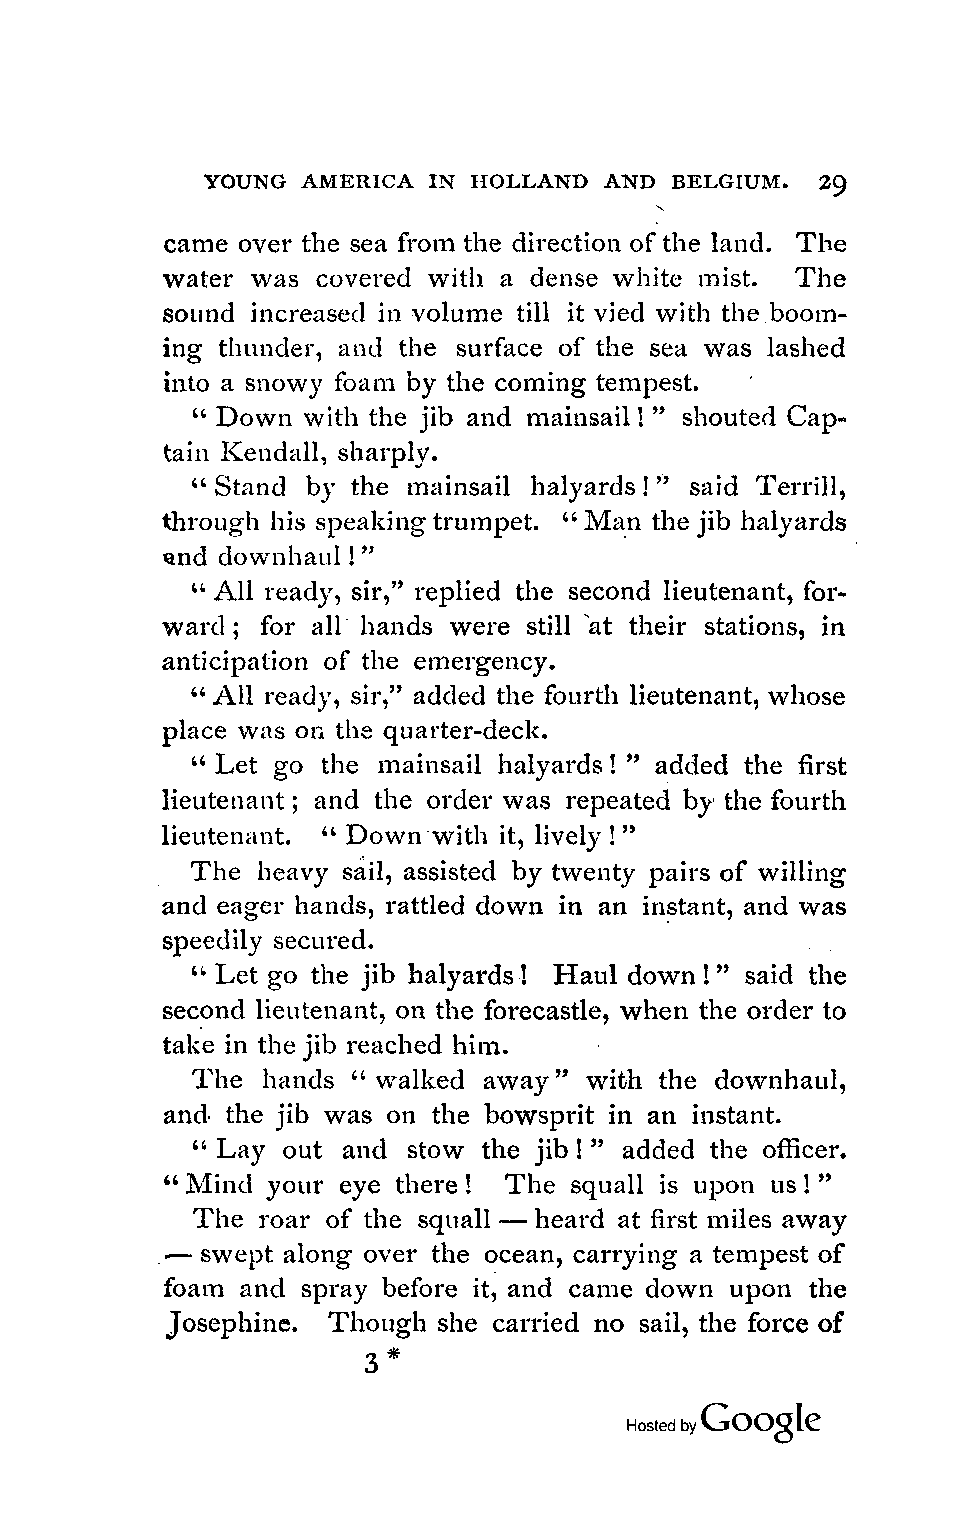 YOUNG AMERICA IN HOLLAND AND BELGIUM. 29
came over the sea from the direction of the land. The
water was covered with a dense white mist. The
sound increased in volume till it vied with the boom-
ing thunder, and the surface of the sea was lashed
into a snowy foam by the coming tempest.
“Down with the jib and mainsail!” shouted Cap-
tain Kendall, sharply.
“Stand by the mainsail halyards!” said Terrill,
through his speaking trumpet. “Man the jib halyards
and downhaul!”
“All ready, sir,” replied the second lieutenant, for-
ward; for all hands were still at their stations, in
anticipation of the emergency.
“All ready, sir,” added the fourth lieutenant, whose
place was on the quarter-deck.
“Let go the mainsail halyards!” added the first
lieutenant; and the order was repeated by the fourth
lieutenant. “Down with it, lively!”
The heavy sail, assisted by twenty pairs of willing
and eager hands, rattled down in an instant, and was
speedily secured.
“Let go the jib halyards! Haul down!” said the
second lieutenant, on the forecastle, when the order to
take in the jib reached him.
The hands “walked away” with the downhaul,
and the jib was on the bowsprit in an instant.
“Lay out and stow the jib!” added the officer.
“Mind your eye there! The squall is upon us!”
The roar of the squall — heard at first miles away
— swept along over the ocean, carrying a tempest of
foam and spray before it, and came down upon the
Josephine. Though she carried no sail, the force of
3*
Hosted by Google